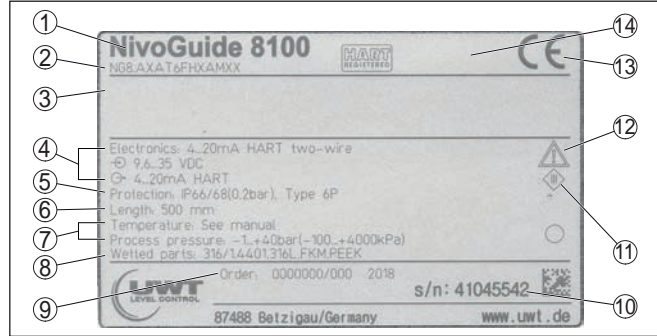 ① NivoGuide 8100 HART REGISTERED ⑭ CE ⑬
② NG8.AXAT6FHXAMXX
③
④ Electronics: 4...20mA HART two-wire ⑫
9,6...35 VDC
4...20mA HART
⑤ Protection: IP66/68(0.2bar), Type 6P
⑥ Length: 500 mm ⑪
⑦ Temperature: See manual
Process pressure: -1...+40bar(-100...+4000kPa)
⑧ Wetted parts: 316/1.4401,316L,FKM,PEEK
⑨ Order: 0000000/000 2018
UWT LEVEL CONTROL s/n: 41045542 ⑩
87488 Betzigau/Germany www.uwt.de